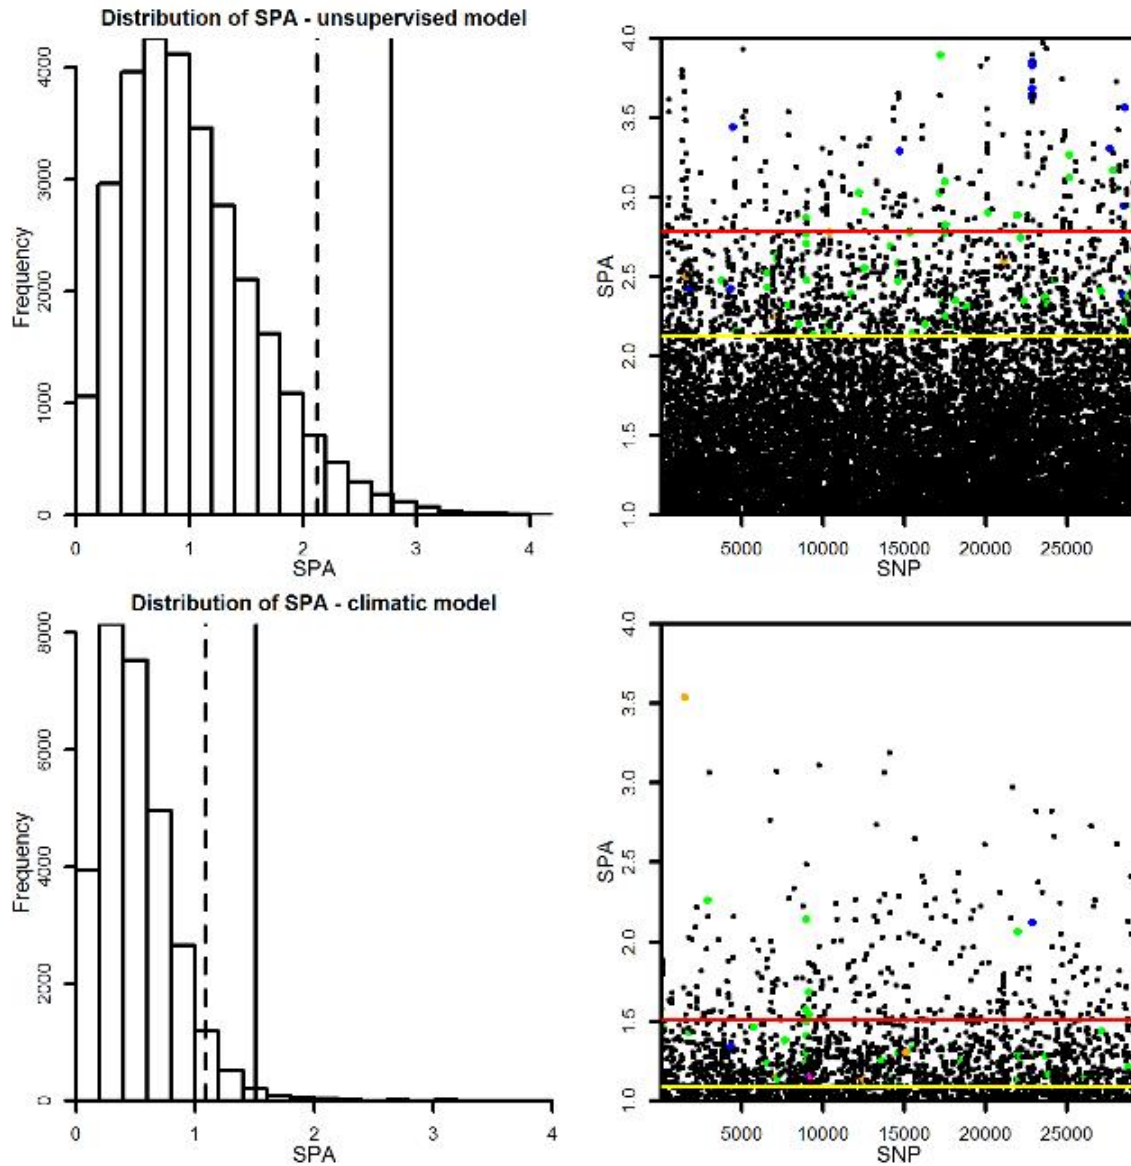 Distribution of SPA - unsupervised model
Frequency
0 1000 2000 3000 4000
0 1 2 3 4
SPA
SPA
1.0 1.5 2.0 2.5 3.0 3.5 4.0
5000 10000 15000 20000 25000
SNP
Distribution of SPA - climatic model
Frequency
0 2000 4000 6000 8000
0 1 2 3 4
SPA
SPA
1.0 1.5 2.0 2.5 3.0 3.5 4.0
5000 10000 15000 20000 25000
SNP